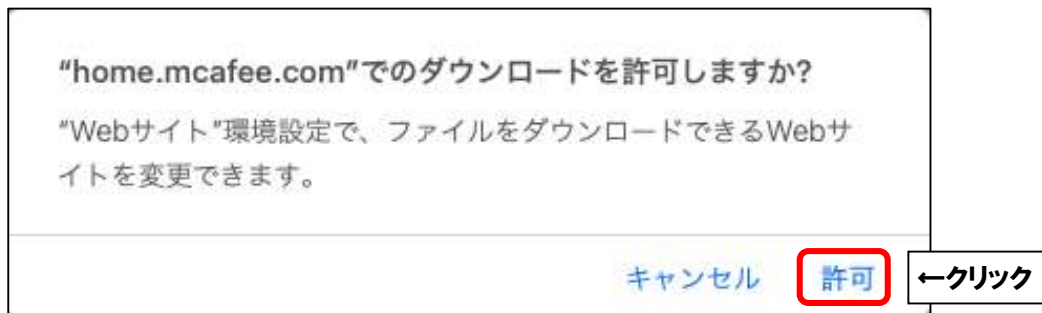 “home.mcafee.com”でのダウンロードを許可しますか?
“Webサイト”環境設定で、ファイルをダウンロードできるWebサ
イトを変更できます。
キャンセル 許可 ←クリック